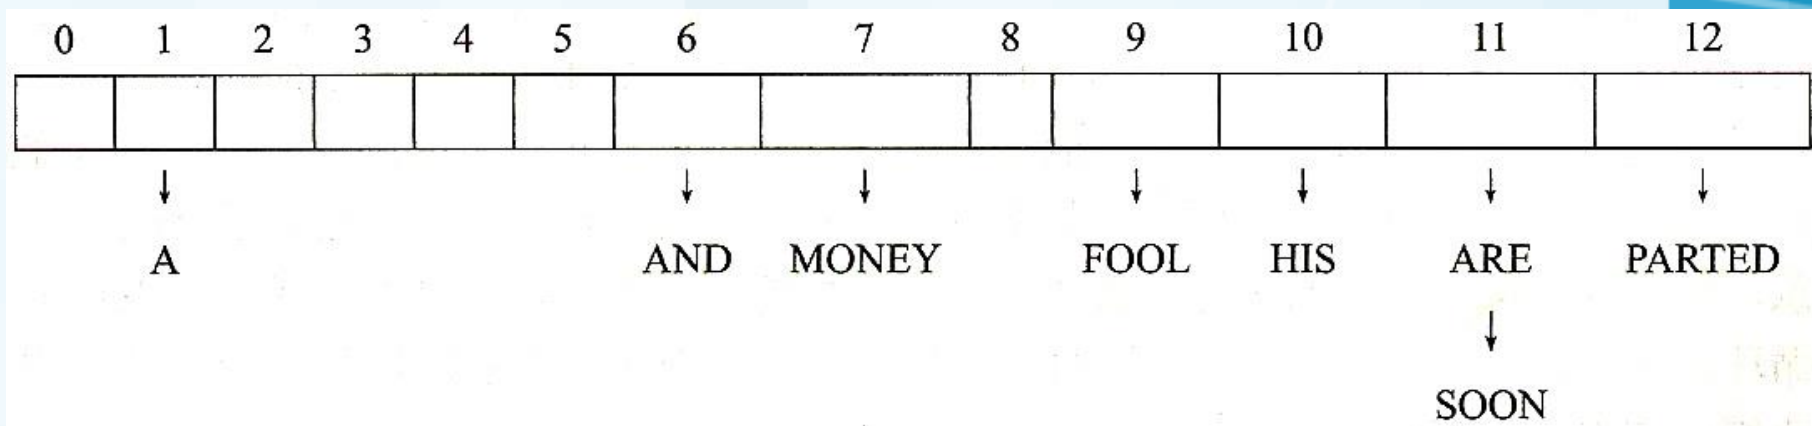 0 1 2 3 4 5 6 7 8 9 10 11 12
A AND MONEY FOOL HIS ARE PARTED
SOON